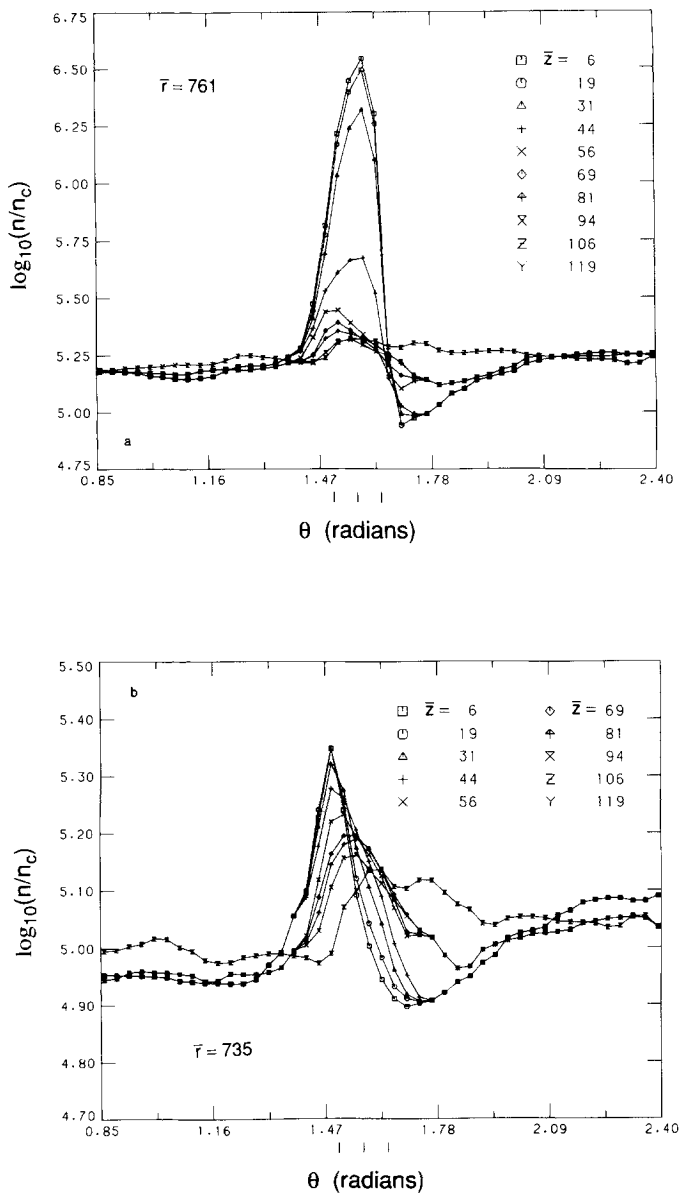 6.75
6.50
6.25
6.00
5.75
5.50
5.25
5.00
4.75
log10(n/nc)
r̄ = 761
z̄ = 6
19
31
44
56
69
81
94
106
119
a
0.85 1.16 1.47 1.78 2.09 2.40
θ (radians)
5.50
5.40
5.30
5.20
5.10
5.00
4.90
4.80
4.70
log10(n/nc)
b
z̄ = 6 z̄ = 69
19 81
31 94
44 106
56 119
r̄ = 735
0.85 1.16 1.47 1.78 2.09 2.40
θ (radians)